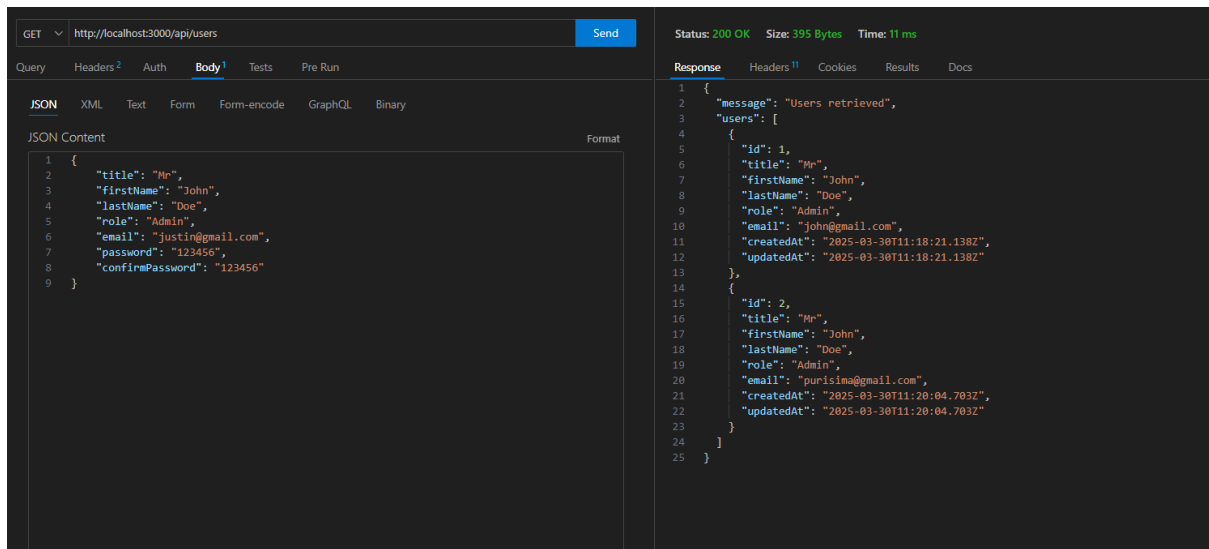 GET http://localhost:3000/api/users Send
Query Headers 2 Auth Body 1 Tests Pre Run
JSON XML Text Form Form-encode GraphQL Binary
JSON Content Format
1 {
2 "title": "Mr",
3 "firstName": "John",
4 "lastName": "Doe",
5 "role": "Admin",
6 "email": "justin@gmail.com",
7 "password": "123456",
8 "confirmPassword": "123456"
9 }
Status: 200 OK Size: 395 Bytes Time: 11 ms
Response Headers 11 Cookies Results Docs
1 {
2 "message": "Users retrieved",
3 "users": [
4 {
5 "id": 1,
6 "title": "Mr",
7 "firstName": "John",
8 "lastName": "Doe",
9 "role": "Admin",
10 "email": "john@gmail.com",
11 "createdAt": "2025-03-30T11:18:21.138Z",
12 "updatedAt": "2025-03-30T11:18:21.138Z"
13 },
14 {
15 "id": 2,
16 "title": "Mr",
17 "firstName": "John",
18 "lastName": "Doe",
19 "role": "Admin",
20 "email": "purisima@gmail.com",
21 "createdAt": "2025-03-30T11:20:04.703Z",
22 "updatedAt": "2025-03-30T11:20:04.703Z"
23 }
24 ]
25 }